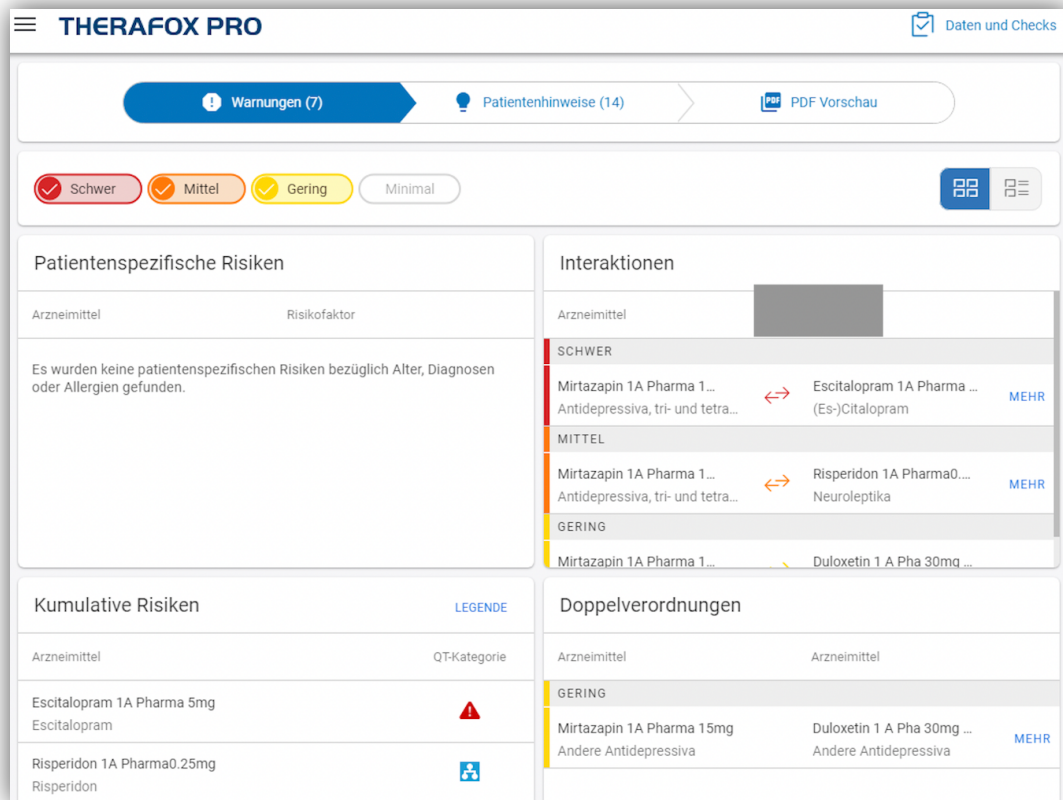 THERAFOX PRO
Daten und Checks
Warnungen (7)
Patientenhinweise (14)
PDF
PDF Vorschau
Schwer
Mittel
Gering
Minimal
Patientenspezifische Risiken
Arzneimittel
Risikofaktor
Es wurden keine patientenspezifischen Risiken bezüglich Alter, Diagnosen
oder Allergien gefunden.
Interaktionen
Arzneimittel
SCHWER
Mirtazapin 1A Pharma 1...
Escitalopram 1A Pharma ...
MEHR
Antidepressiva, tri- und tetra...
(Es-)Citalopram
MITTEL
Mirtazapin 1A Pharma 1...
Risperidon 1A Pharma0....
MEHR
Antidepressiva, tri- und tetra...
Neuroleptika
GERING
Mirtazapin 1A Pharma 1...
Duloxetin 1 A Pha 30mg ...
Kumulative Risiken
LEGENDE
Arzneimittel
QT-Kategorie
Escitalopram 1A Pharma 5mg
Escitalopram
Risperidon 1A Pharma0.25mg
Risperidon
Doppelverordnungen
Arzneimittel
Arzneimittel
GERING
Mirtazapin 1A Pharma 15mg
Duloxetin 1 A Pha 30mg ...
MEHR
Andere Antidepressiva
Andere Antidepressiva